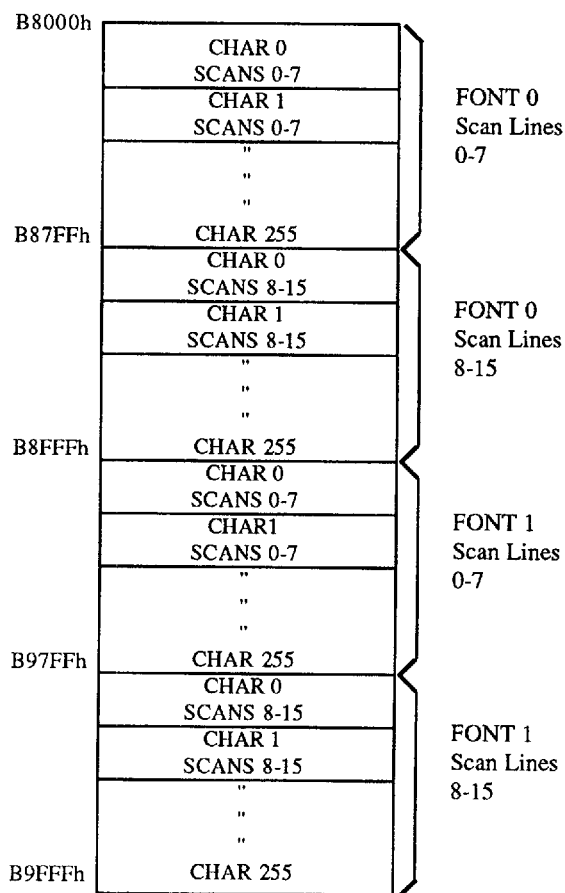 B8000h
CHAR 0
SCANS 0-7
CHAR 1
SCANS 0-7
"
"
"
FONT 0
Scan Lines
0-7
B87FFh
CHAR 255
CHAR 0
SCANS 8-15
CHAR 1
SCANS 8-15
"
"
"
FONT 0
Scan Lines
8-15
B8FFFh
CHAR 255
CHAR 0
SCANS 0-7
CHAR1
SCANS 0-7
"
"
"
FONT 1
Scan Lines
0-7
B97FFh
CHAR 255
CHAR 0
SCANS 8-15
CHAR 1
SCANS 8-15
"
"
"
FONT 1
Scan Lines
8-15
B9FFFh
CHAR 255